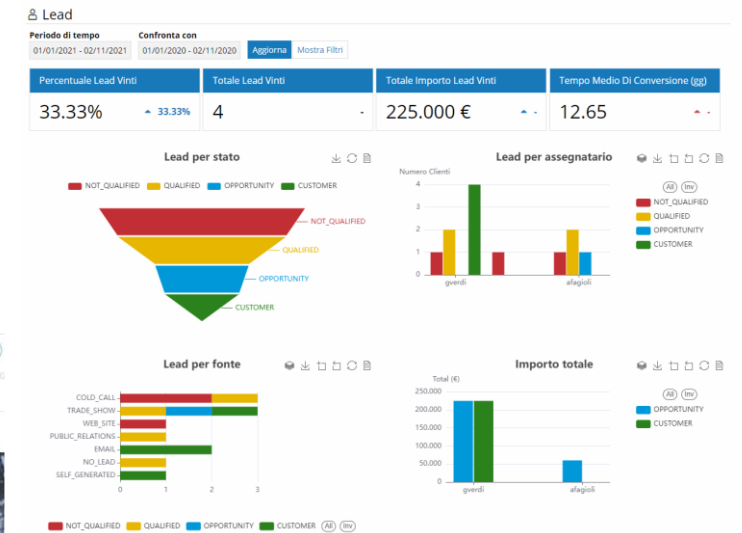 Lead
Periodo di tempo
Confronta con
01/01/2021 - 02/11/2021
01/01/2020 - 02/11/2020
Aggiorna
Mostra Filtri
Percentuale Lead Vinti
Totale Lead Vinti
Totale Importo Lead Vinti
Tempo Medio Di Conversione (gg)
33.33%
33.33%
4
-
225.000 €
-
12.65
-
Lead per stato
NOT_QUALIFIED
QUALIFIED
OPPORTUNITY
CUSTOMER
NOT_QUALIFIED
QUALIFIED
OPPORTUNITY
CUSTOMER
Lead per assegnatario
Numero Clienti
4
3
2
1
0
gverdi
afagioli
All
Inv
NOT_QUALIFIED
QUALIFIED
OPPORTUNITY
CUSTOMER
Lead per fonte
COLD_CALL
TRADE_SHOW
WEB_SITE
PUBLIC_RELATIONS
EMAIL
NO_LEAD
SELF_GENERATED
0
1
2
3
NOT_QUALIFIED
QUALIFIED
OPPORTUNITY
CUSTOMER
All
Inv
Importo totale
Total (€)
250.000
200.000
150.000
100.000
50.000
0
gverdi
afagioli
All
Inv
OPPORTUNITY
CUSTOMER